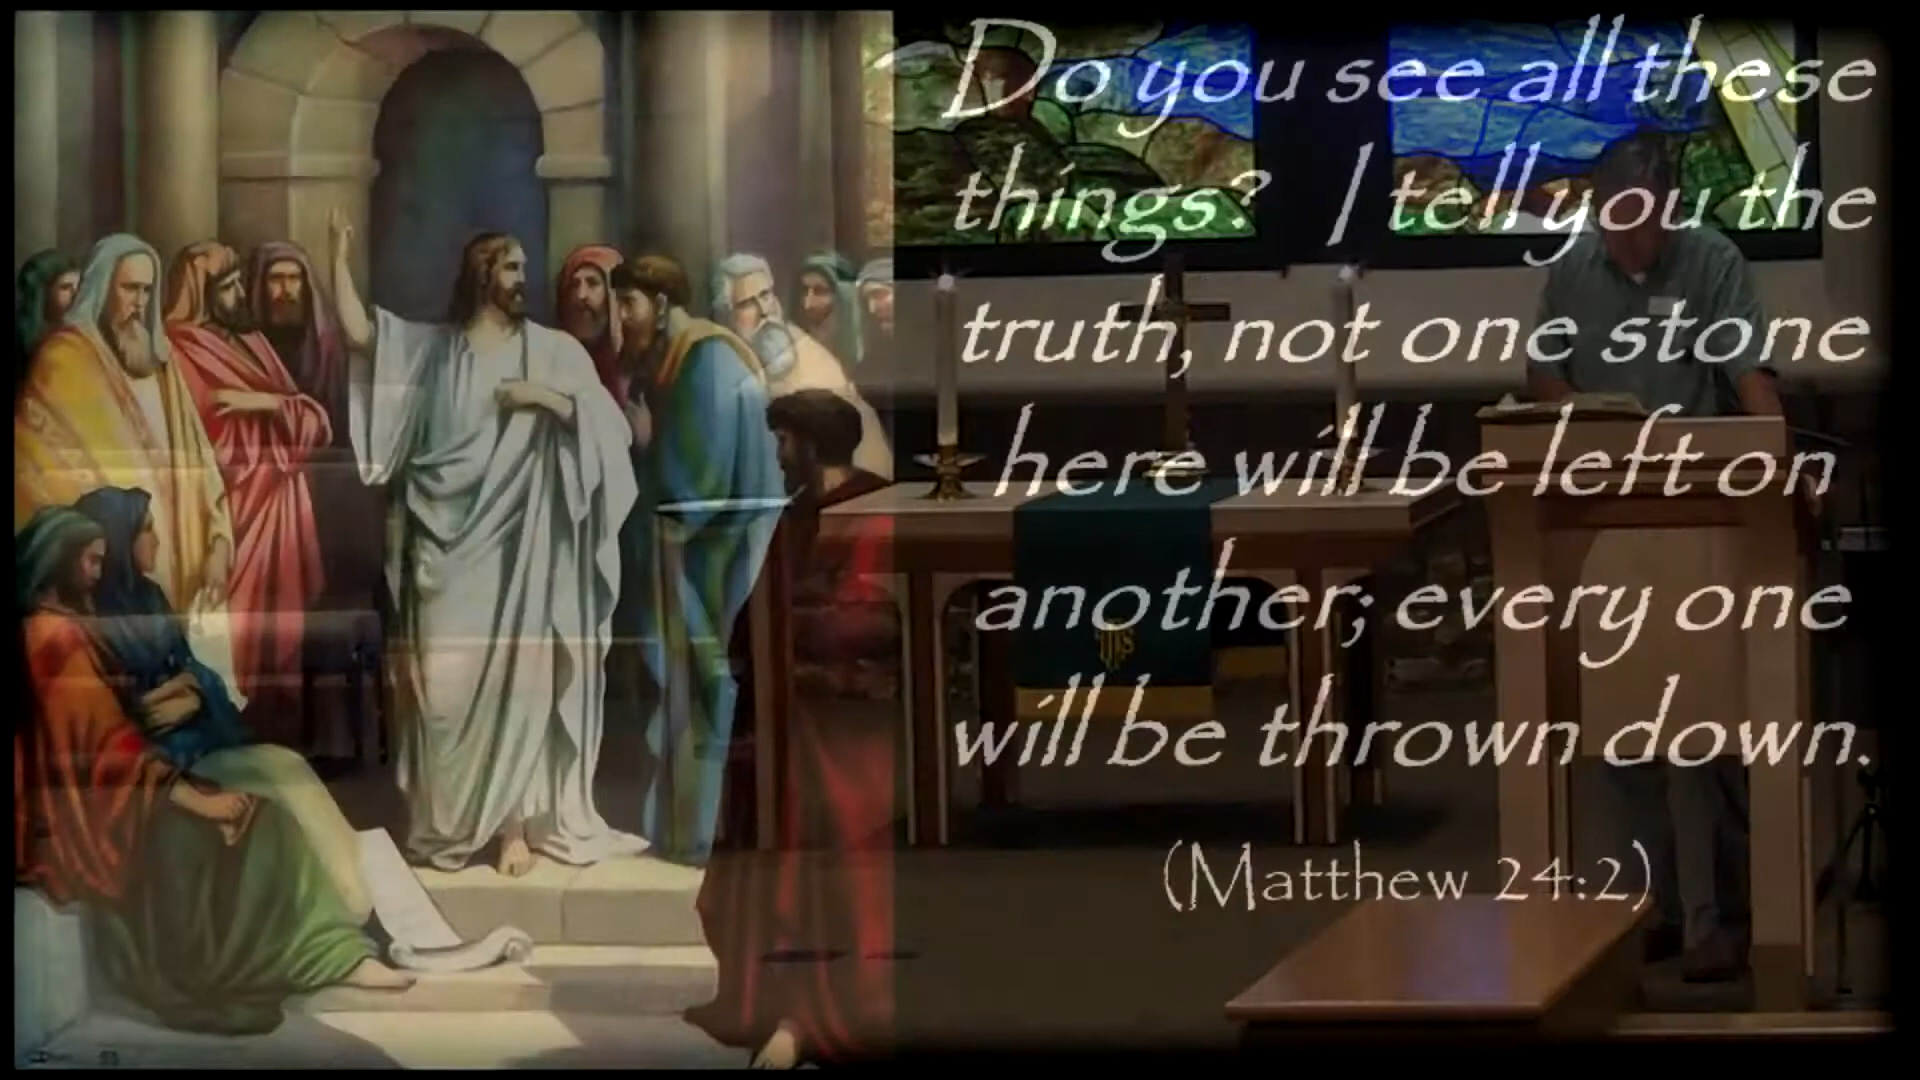 Do you see all these
things? I tell you the
truth, not one stone
here will be left on
another; every one
will be thrown down.
(Matthew 24:2)
IHS